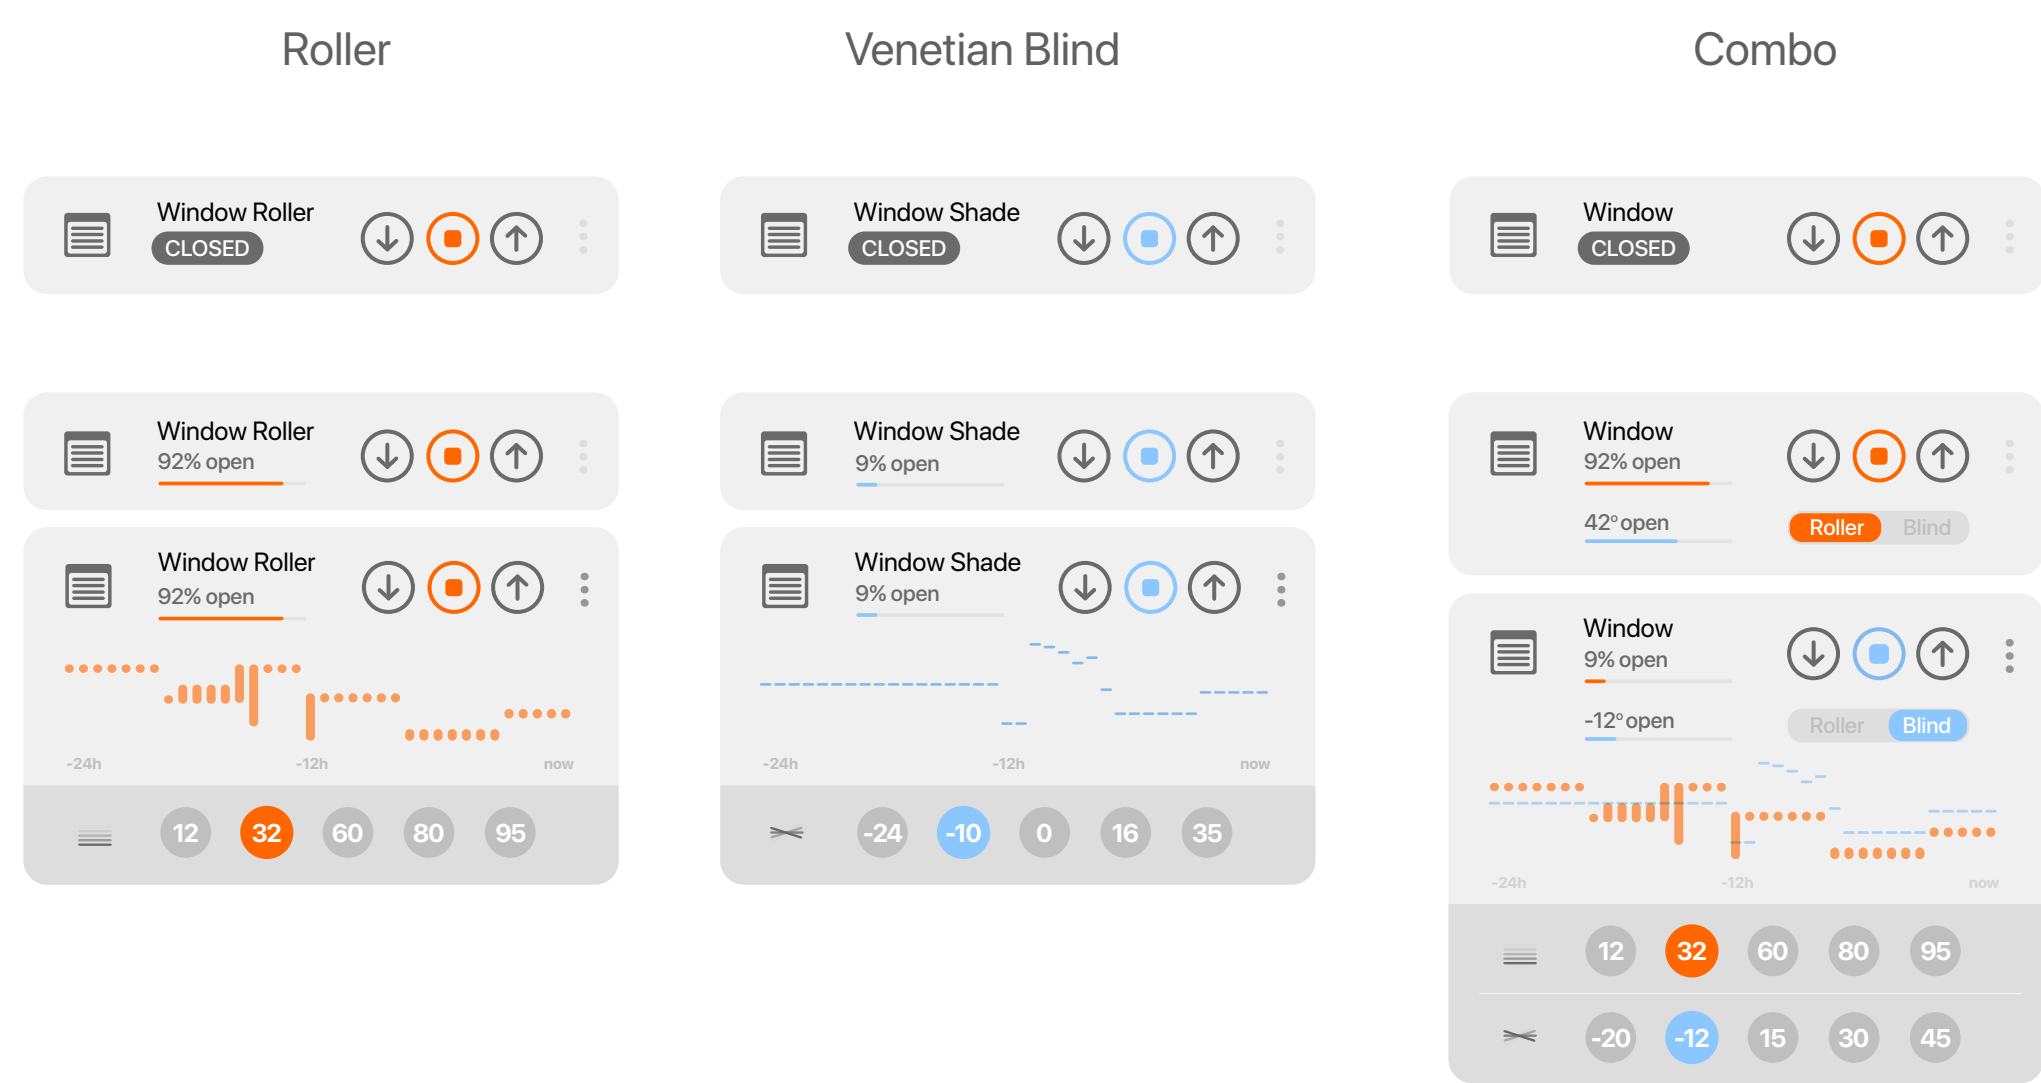 Roller
Venetian Blind
Combo
Window Roller
CLOSED
Window Shade
CLOSED
Window
CLOSED
Window Roller
92% open
Window Shade
9% open
Window
92% open
42° open
Roller Blind
Window Roller
92% open
-24h -12h now
12 32 60 80 95
Window Shade
9% open
-24h -12h now
-24 -10 0 16 35
Window
9% open
-12° open
Roller Blind
-24h -12h now
12 32 60 80 95
-20 -12 15 30 45